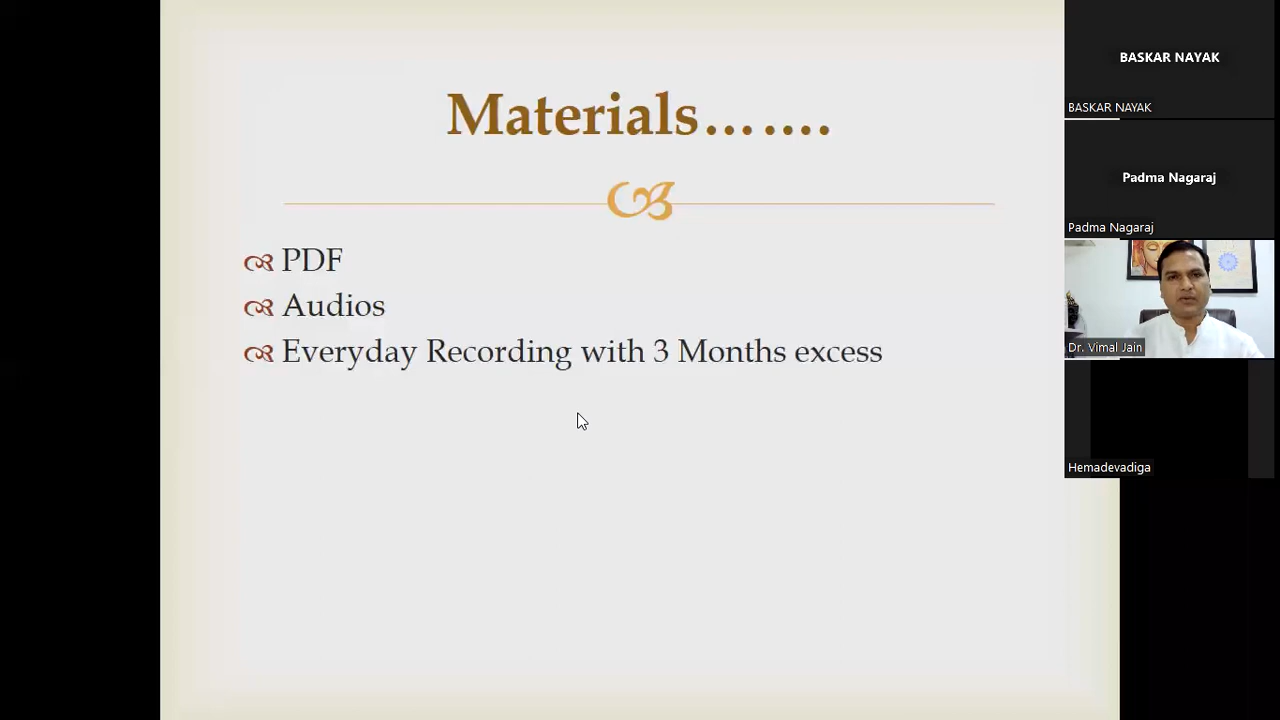 Materials…….
PDF
Audios
Everyday Recording with 3 Months excess
BASKAR NAYAK
BASKAR NAYAK
Padma Nagaraj
Padma Nagaraj
Dr. Vimal Jain
Hemadevadiga